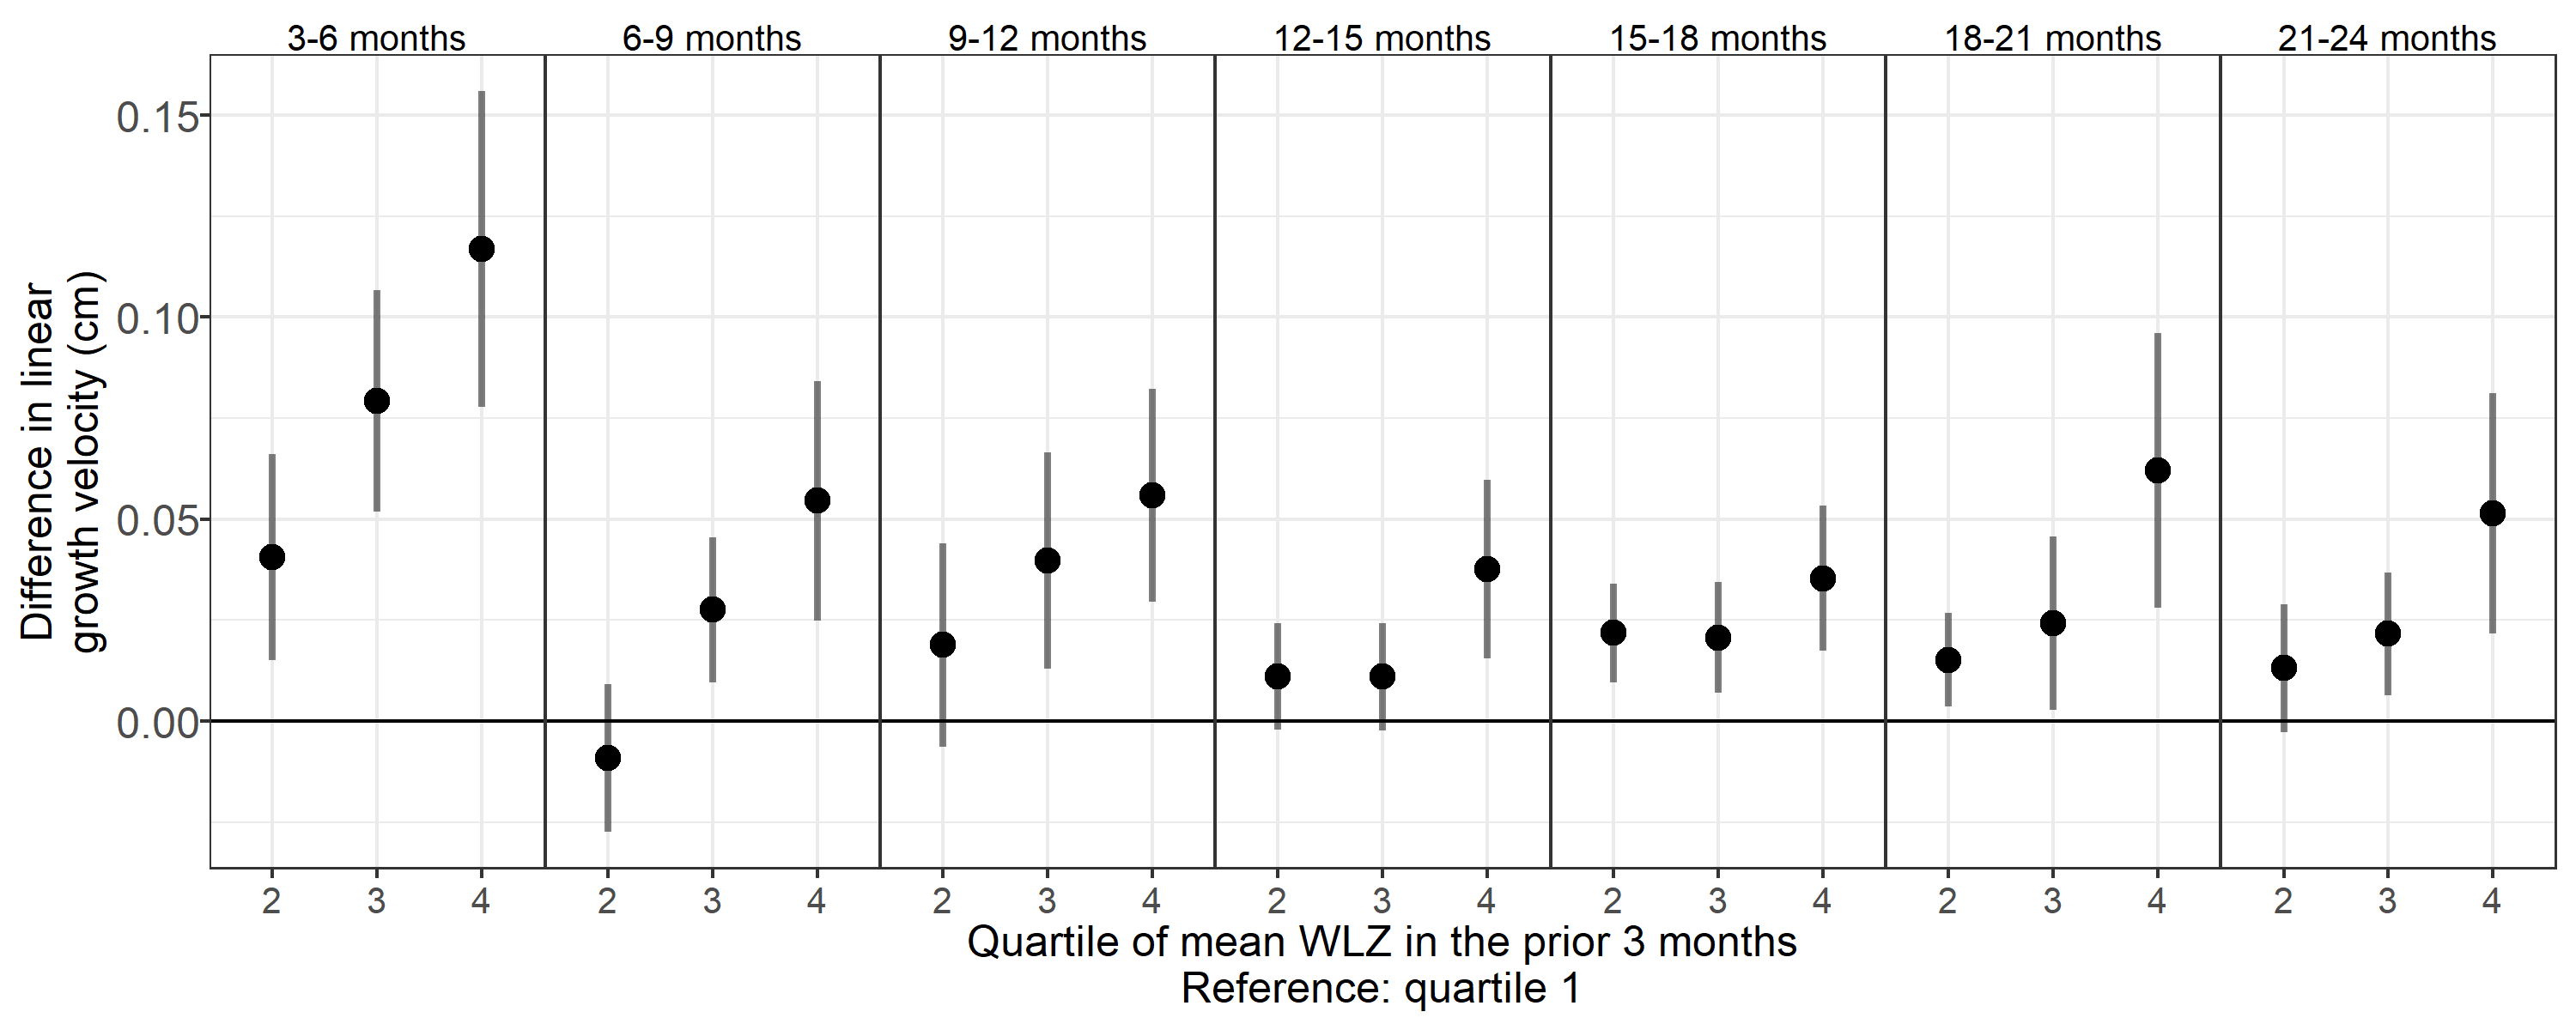 3-6 months 6-9 months 9-12 months 12-15 months 15-18 months 18-21 months 21-24 months
Difference in linear
growth velocity (cm)
0.15
0.10
0.05
0.00
2 3 4 2 3 4 2 3 4 2 3 4 2 3 4 2 3 4 2 3 4
Quartile of mean WLZ in the prior 3 months
Reference: quartile 1